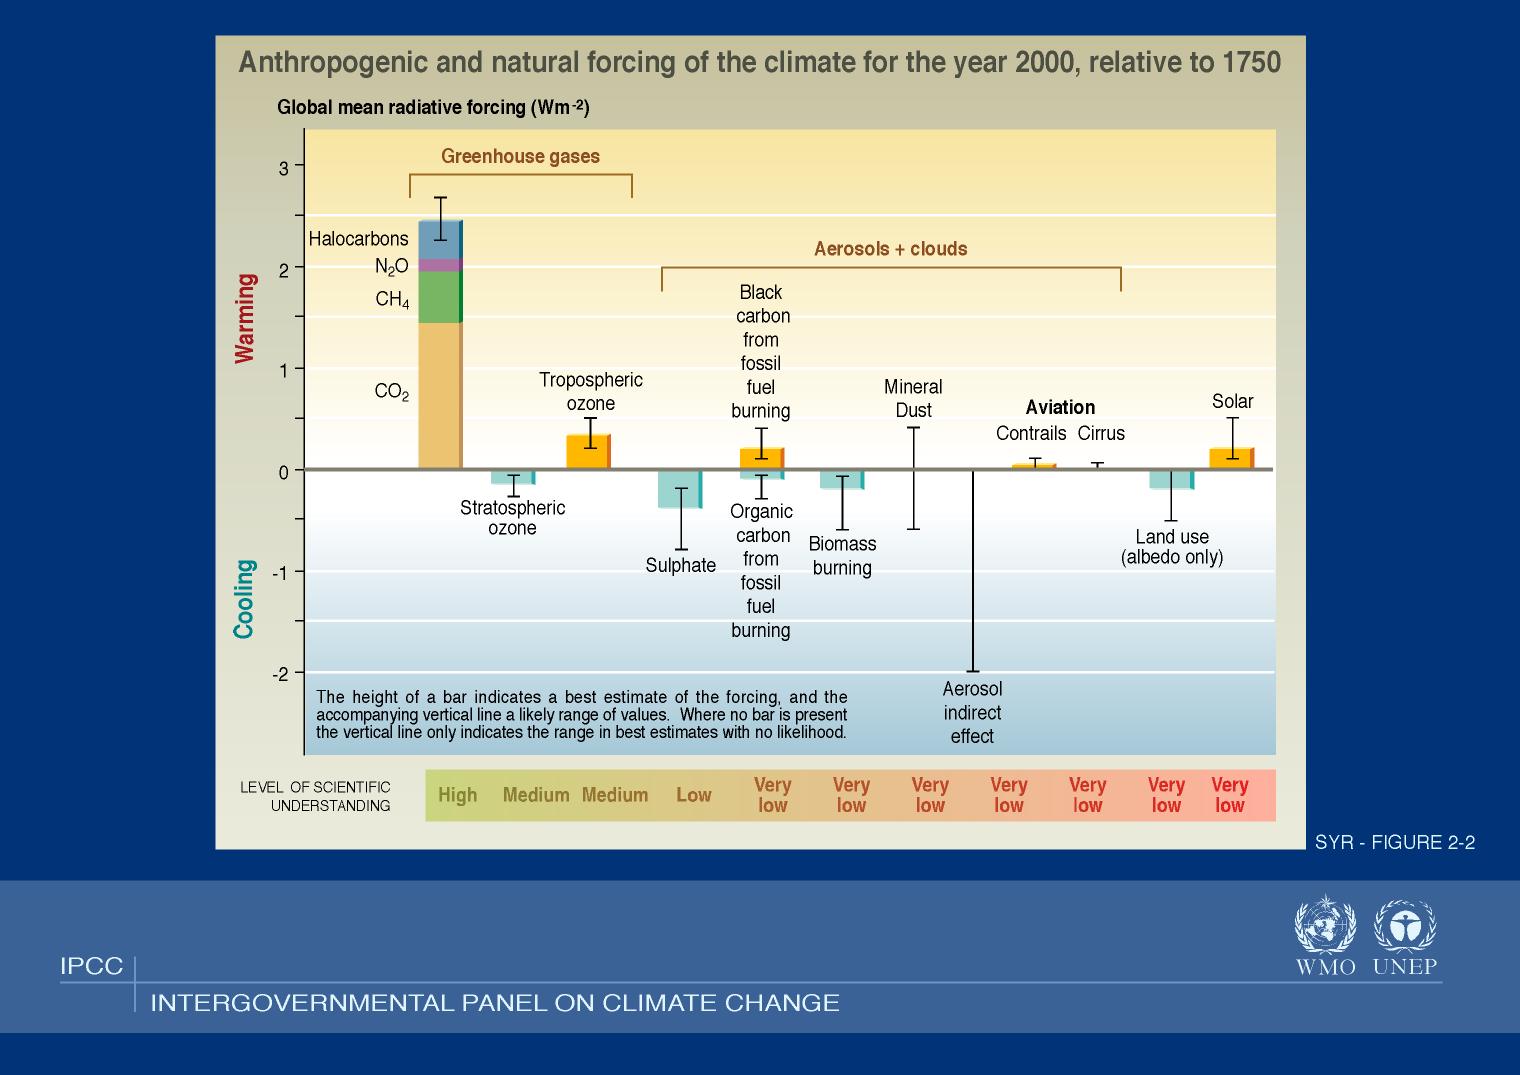 Anthropogenic and natural forcing of the climate for the year 2000, relative to 1750
Global mean radiative forcing (Wm-2)
3
2
1
0
-1
-2
Warming
Cooling
Greenhouse gases
Halocarbons
N2O
CH4
CO2
Stratospheric
ozone
Tropospheric
ozone
Aerosols + clouds
Sulphate
Black
carbon
from
fossil
fuel
burning
Organic
carbon
from
fossil
fuel
burning
Biomass
burning
Mineral
Dust
Aerosol
indirect
effect
Aviation
Contrails Cirrus
Land use
(albedo only)
Solar
The height of a bar indicates a best estimate of the forcing, and the
accompanying vertical line a likely range of values. Where no bar is present
the vertical line only indicates the range in best estimates with no likelihood.
LEVEL OF SCIENTIFIC
UNDERSTANDING
High
Medium
Medium
Low
Very
low
Very
low
Very
low
Very
low
Very
low
Very
low
Very
low
SYR - FIGURE 2-2
WMO UNEP
IPCC
INTERGOVERNMENTAL PANEL ON CLIMATE CHANGE